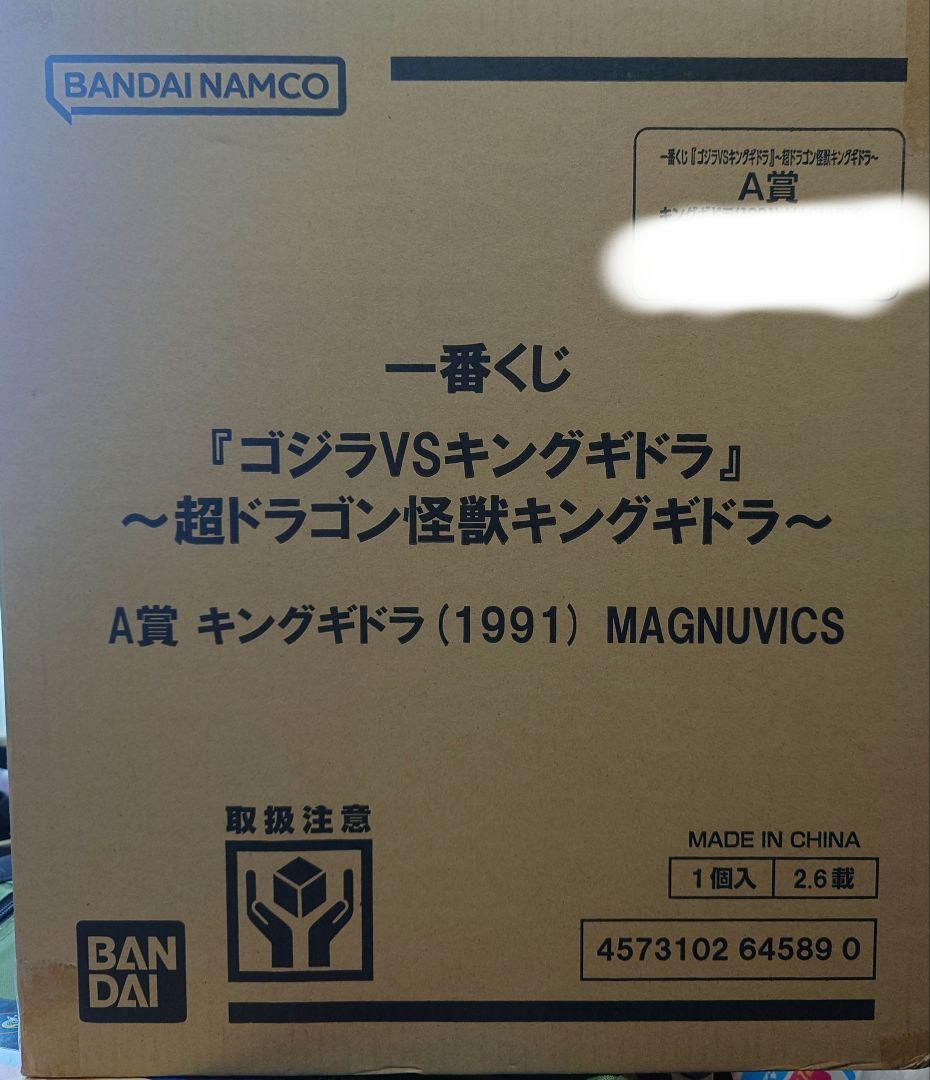 BANDAI NAMCO
一番くじ『ゴジラVSキングギドラ』～超ドラゴン怪獣キングギドラ～
A賞
一番くじ
『ゴジラVSキングギドラ』
～超ドラゴン怪獣キングギドラ～
A賞 キングギドラ(1991) MAGNUVICS
取扱注意
MADE IN CHINA
1個入 2.6載
4573102 64589 0
BAN
DAI